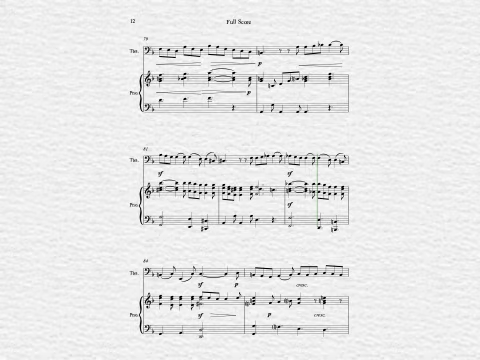 12
Full Score
79
Tbn.
p
Pno.
p
81
Tbn.
sf
sf
sf
sf
Pno.
84
Tbn.
sf
p
cresc.
sf
cresc.
Pno.